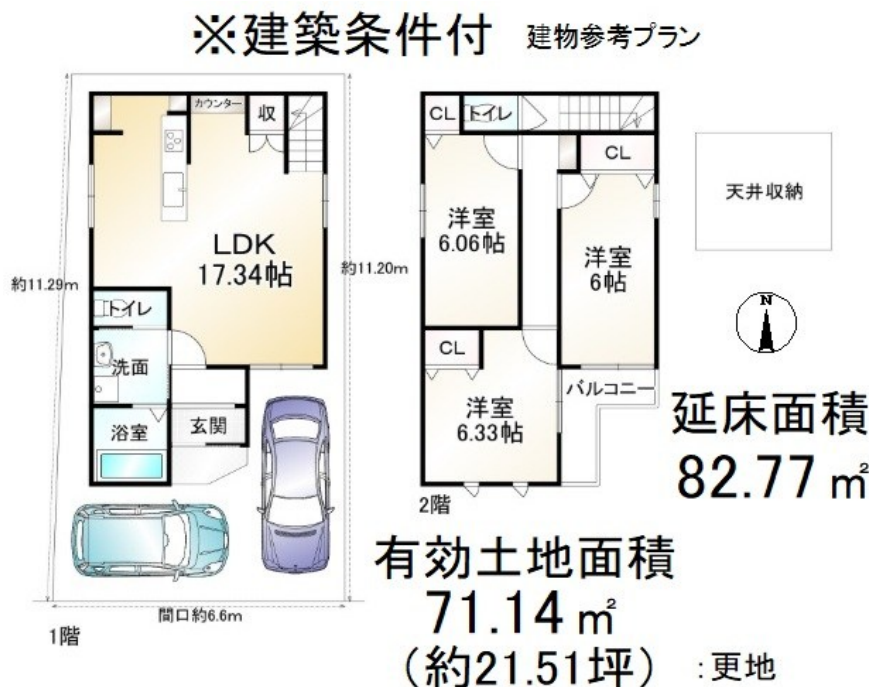 ※建築条件付 建物参考プラン
カウンター
収
LDK
17.34帖
約11.29m
約11.20m
トイレ
洗面
浴室
玄関
間口約6.6m
1階
CL
トイレ
CL
洋室
6.06帖
洋室
6帖
CL
洋室
6.33帖
バルコニー
2階
天井収納
N
延床面積
82.77㎡
有効土地面積
71.14㎡
(約21.51坪) :更地